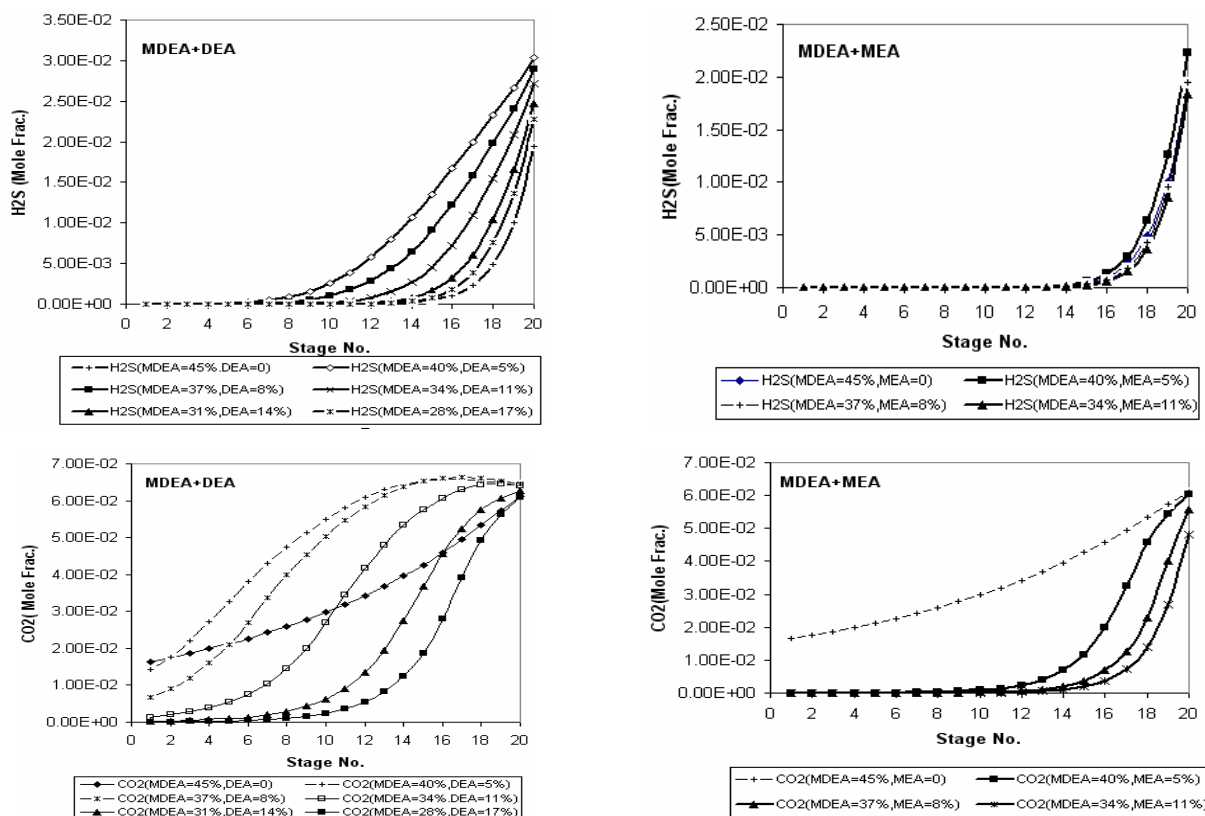 MDEA+DEA
H2S (Mole Frac.)
3.50E-02
3.00E-02
2.50E-02
2.00E-02
1.50E-02
1.00E-02
5.00E-03
0.00E+00
0 2 4 6 8 10 12 14 16 18 20
Stage No.
H2S(MDEA=45%.DEA=0) H2S(MDEA=40%,DEA=5%)
H2S(MDEA=37%,DEA=8%) H2S(MDEA=34%,DEA=11%)
H2S(MDEA=31%,DEA=14%) H2S(MDEA=28%,DEA=17%)
MDEA+MEA
H2S(Mole Frac.)
2.50E-02
2.00E-02
1.50E-02
1.00E-02
5.00E-03
0.00E+00
0 2 4 6 8 10 12 14 16 18 20
Stage No.
H2S(MDEA=45%,MEA=0) H2S(MDEA=40%,MEA=5%)
H2S(MDEA=37%,MEA=8%) H2S(MDEA=34%,MEA=11%)
MDEA+DEA
CO2( Mole Frac.)
7.00E-02
6.00E-02
5.00E-02
4.00E-02
3.00E-02
2.00E-02
1.00E-02
0.00E+00
0 2 4 6 8 10 12 14 16 18 20
Stage No.
CO2(MDEA=45%,DEA=0) CO2(MDEA=40%,DEA=5%)
CO2(MDEA=37%,DEA=8%) CO2(MDEA=34%.DEA=11%)
CO2(MDEA=31%,DEA=14%) CO2(MDEA=28%,DEA=17%)
MDEA+MEA
CO2(Mole Frac.)
7.00E-02
6.00E-02
5.00E-02
4.00E-02
3.00E-02
2.00E-02
1.00E-02
0.00E+00
0 2 4 6 8 10 12 14 16 18 20
Stage No.
CO2(MDEA=45%,MEA=0) CO2(MDEA=40%,MEA=5%)
CO2(MDEA=37%,MEA=8%) CO2(MDEA=34%,MEA=11%)